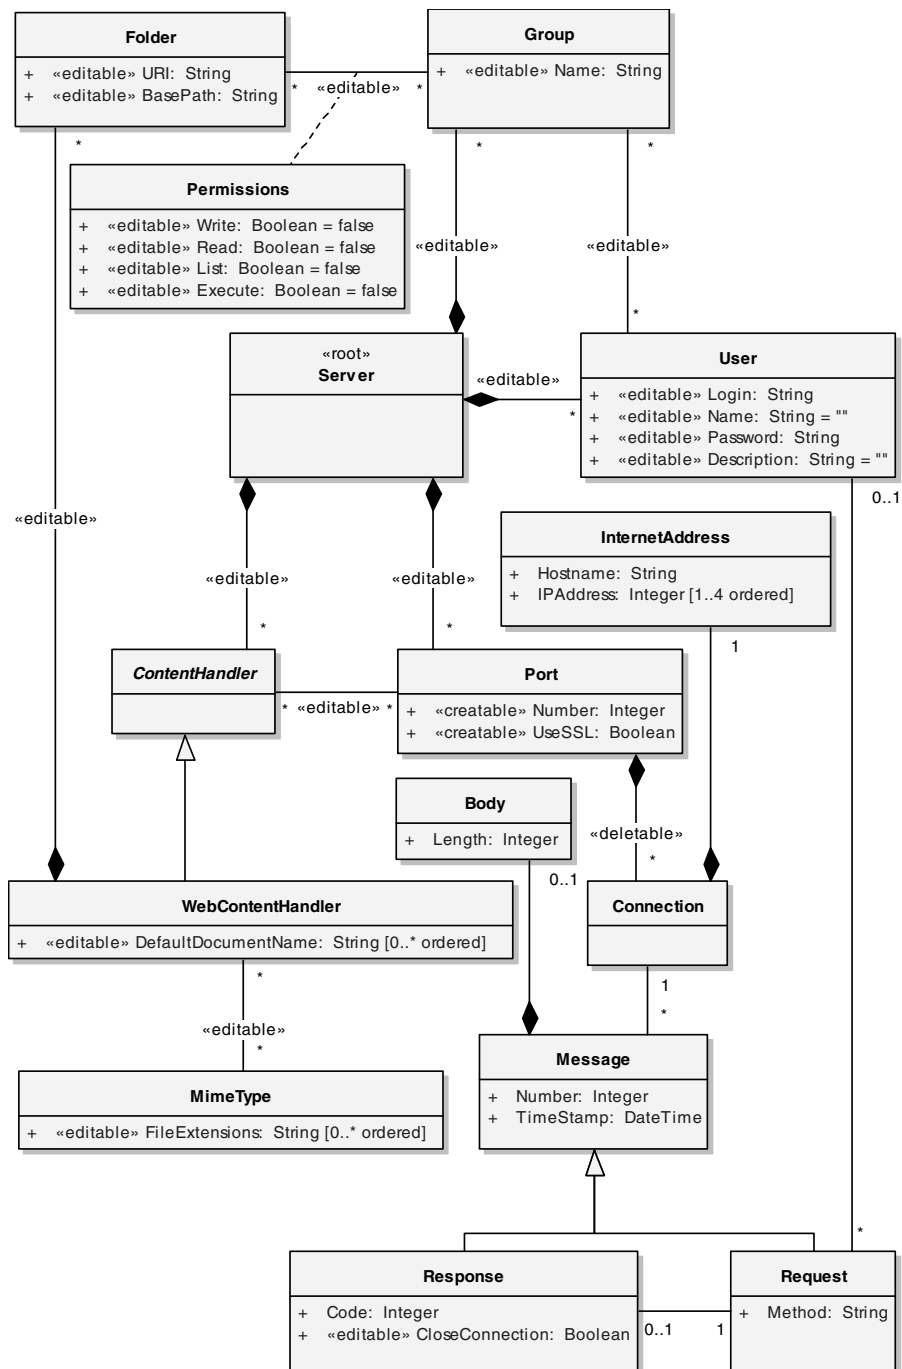 Folder
+ «editable» URI: String
+ «editable» BasePath: String
Group
+ «editable» Name: String
* «editable» *
*
*
*
Permissions
+ «editable» Write: Boolean = false
+ «editable» Read: Boolean = false
+ «editable» List: Boolean = false
+ «editable» Execute: Boolean = false
«editable»
«editable»
*
«root»
Server
«editable»
*
User
+ «editable» Login: String
+ «editable» Name: String = ""
+ «editable» Password: String
+ «editable» Description: String = ""
0..1
«editable»
InternetAddress
+ Hostname: String
+ IPAddress: Integer [1..4 ordered]
1
«editable»
«editable»
*
*
ContentHandler
* «editable» *
Port
+ «creatable» Number: Integer
+ «creatable» UseSSL: Boolean
Body
+ Length: Integer
0..1
«deletable»
*
WebContentHandler
+ «editable» DefaultDocumentName: String [0..* ordered]
Connection
*
«editable»
*
1
*
MimeType
+ «editable» FileExtensions: String [0..* ordered]
Message
+ Number: Integer
+ TimeStamp: DateTime
*
Response
+ Code: Integer
+ «editable» CloseConnection: Boolean
0..1 1
Request
+ Method: String